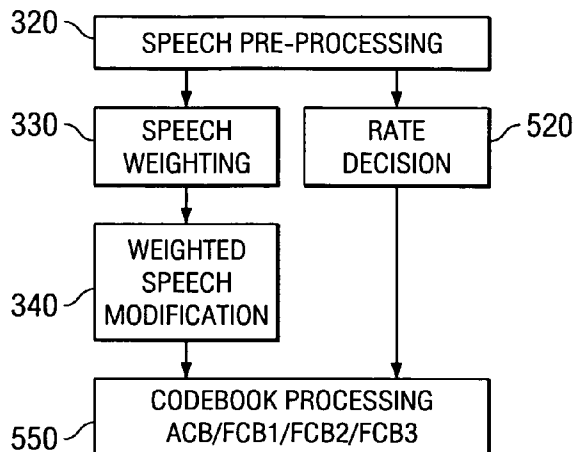 320
SPEECH PRE-PROCESSING
330
SPEECH
WEIGHTING
RATE
DECISION
520
340
WEIGHTED
SPEECH
MODIFICATION
550
CODEBOOK PROCESSING
ACB/FCB1/FCB2/FCB3